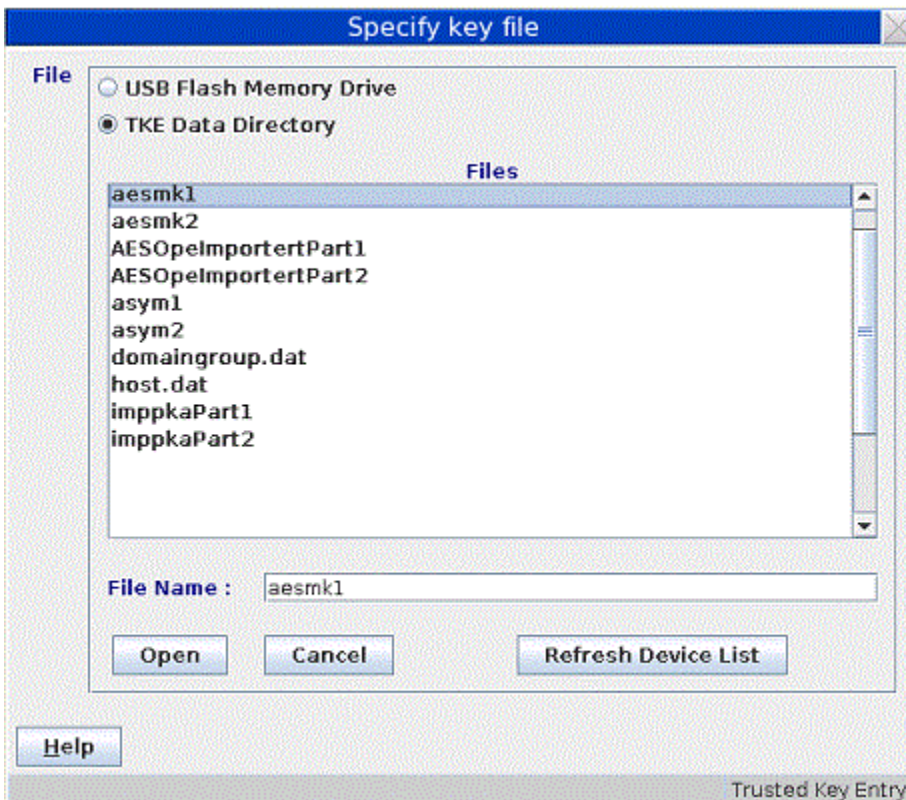 Specify key file
File
USB Flash Memory Drive
TKE Data Directory
Files
aesmk1
aesmk2
AESOpeImportertPart1
AESOpeImportertPart2
asym1
asym2
domaingroup.dat
host.dat
imppkaPart1
imppkaPart2
File Name : aesmk1
Open Cancel Refresh Device List
Help
Trusted Key Entry